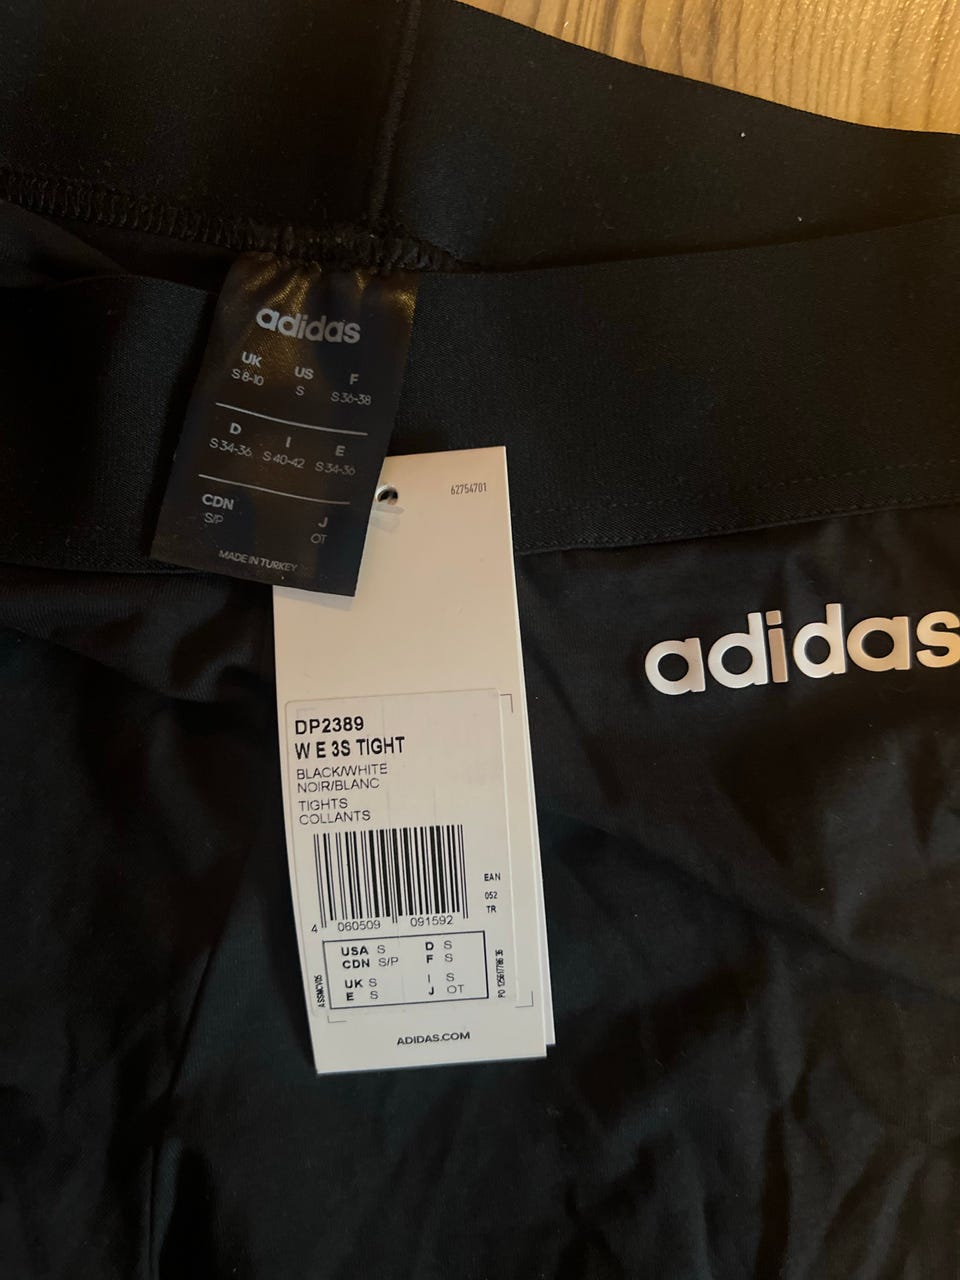 adidas
UK US F
S 8-10 S S 36-38
D I E
S 34-36 S 40-42 S 34-36
CDN J
S/P OT
MADE IN TURKEY
62754701
adidas
DP2389
W E 3S TIGHT
BLACK/WHITE
NOIR/BLANC
TIGHTS
COLLANTS
EAN
052
TR
4 060509 091592
USA S D S
CDN S/P F S
UK S I S
E S J OT
ADIDAS.COM